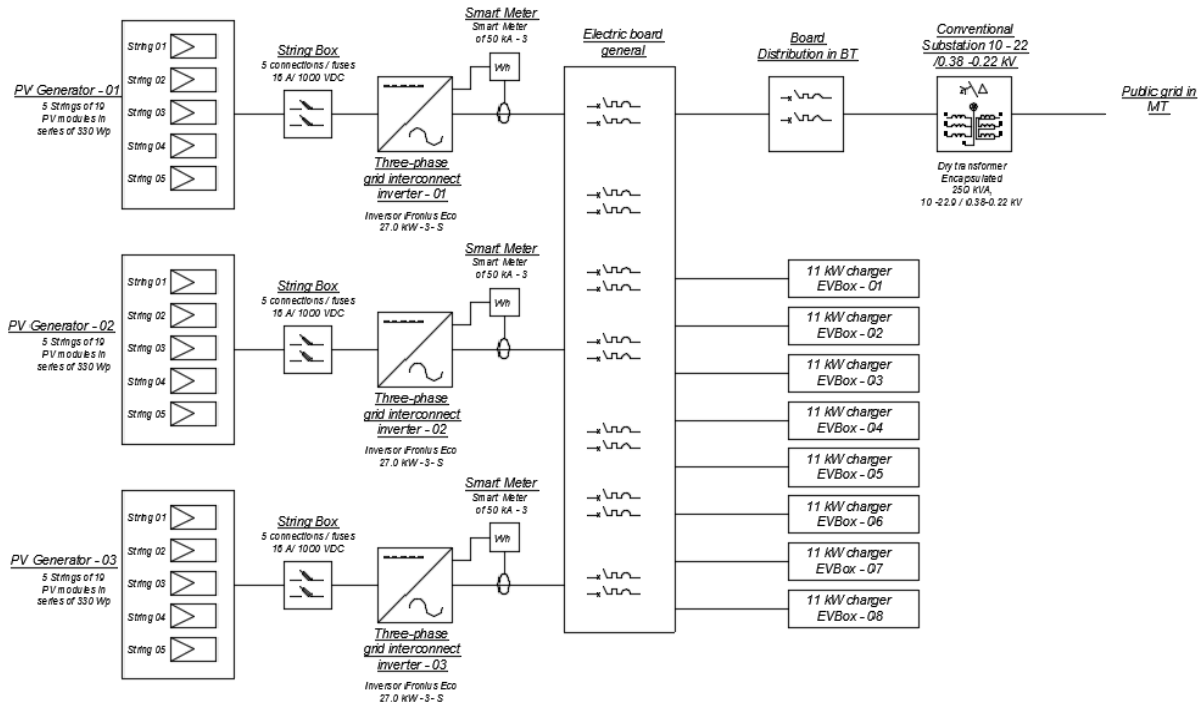 PV Generator - 01
5 Strings of 19
PV modules in
series of 330 Wp
String 01
String 02
String 03
String 04
String 05
String Box
5 connections / fuses
16 A/ 1000 VDC
Three-phase
grid interconnect
inverter - 01
Inversor iFronius Eco
27.0 kW - 3 - S
Smart Meter
Smart Meter
of 50 kA - 3
Wh
Electric board
general
Board
Distribution in BT
Conventional
Substation 10 - 22
/0.38 -0.22 kV
Dry transformer
Encapsulated
250 kVA,
10 -22.9 / 0.38-0.22 kV
Public grid in
MT
PV Generator - 02
5 Strings of 19
PV modules in
series of 330 Wp
String 01
String 02
String 03
String 04
String 05
String Box
5 connections / fuses
16 A/ 1000 VDC
Three-phase
grid interconnect
inverter - 02
Inversor iFronius Eco
27.0 kW - 3 - S
Smart Meter
Smart Meter
of 50 kA - 3
Wh
PV Generator - 03
5 Strings of 19
PV modules in
series of 330 Wp
String 01
String 02
String 03
String 04
String 05
String Box
5 connections / fuses
16 A/ 1000 VDC
Three-phase
grid interconnect
inverter - 03
Inversor iFronius Eco
27.0 kW - 3 - S
Smart Meter
Smart Meter
of 50 kA - 3
Wh
11 kW charger
EVBox - 01
11 kW charger
EVBox - 02
11 kW charger
EVBox - 03
11 kW charger
EVBox - 04
11 kW charger
EVBox - 05
11 kW charger
EVBox - 06
11 kW charger
EVBox - 07
11 kW charger
EVBox - 08